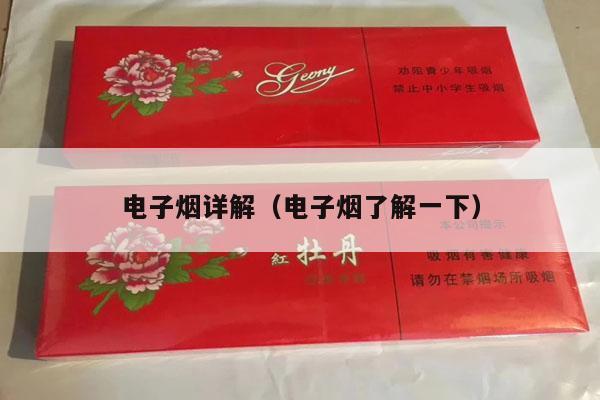 Geony
劝阻青少年吸烟
禁止中小学生吸烟
电子烟详解（电子烟了解一下）
本公司提示
吸烟有害健康
请勿在禁烟场所吸烟
紅牡丹